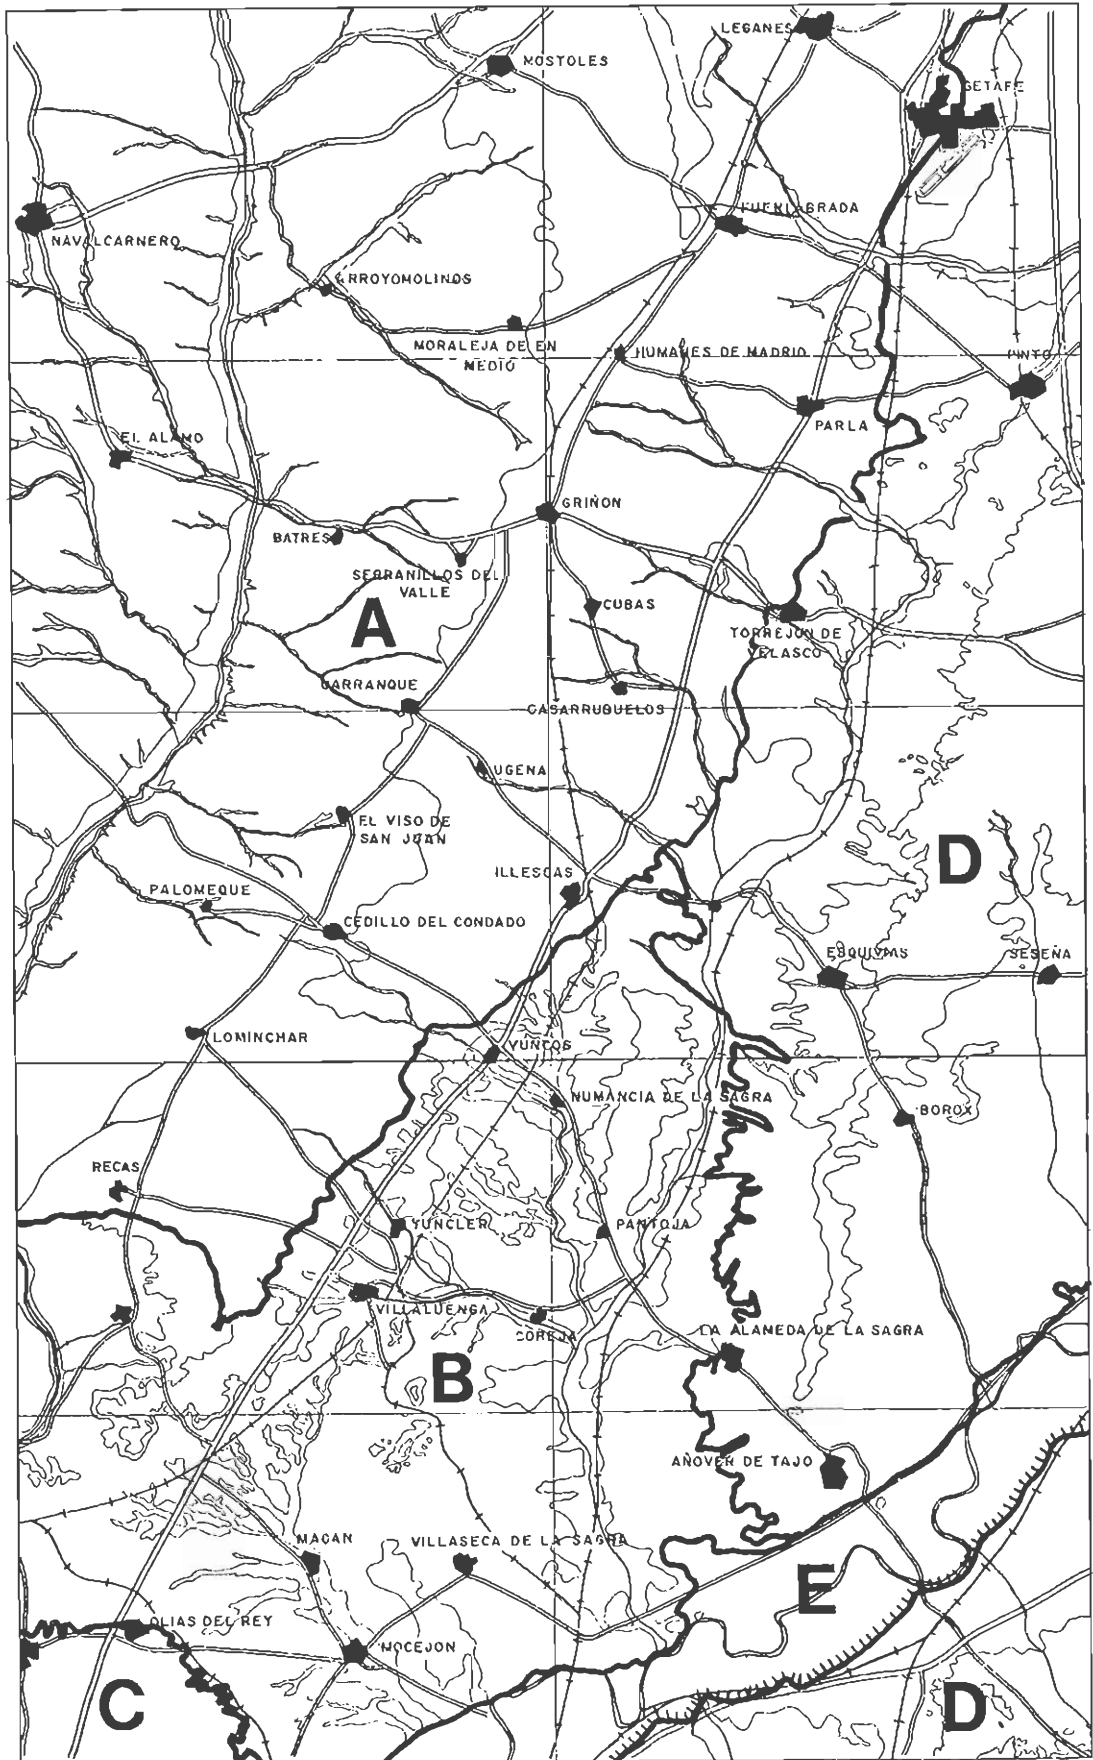 LEGANES
MOSTOLES
GETAFE
FUENLABRADA
NAVALCARNERO
ARROYOMOLINOS
MORALEJA DE EN
MEDIO
HUMANES DE MADRID
PINTO
PARLA
EL ALAMO
GRIÑON
BATRES
SERRANILLOS DEL
VALLE
CUBAS
A
TORREJON DE
VELASCO
CARRANQUE
CASARRUBUELOS
UGENA
EL VISO DE
SAN JUAN
D
ILLESCAS
PALOMEQUE
CEDILLO DEL CONDADO
ESQUIVIAS
SESEÑA
LOMINCHAR
YUNCOS
NUMANCIA DE LA SAGRA
BOROX
RECAS
YUNCLER
PANTOJA
VILLALUENGA
COBEJA
LA ALAMEDA DE LA SAGRA
B
AÑOVER DE TAJO
MAGAN
VILLASECA DE LA SAGRA
E
OLIAS DEL REY
MOCEJON
C
D